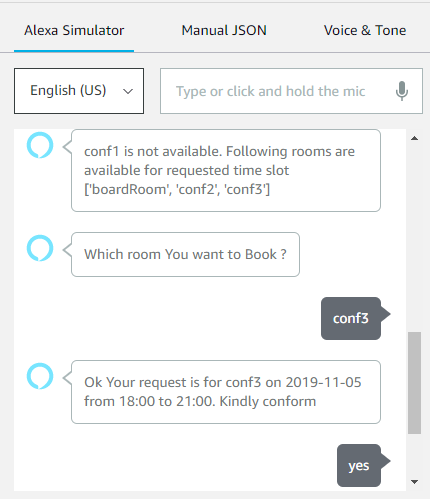 Alexa Simulator Manual JSON Voice & Tone
English (US) Type or click and hold the mic
conf1 is not available. Following rooms are
available for requested time slot
['boardRoom', 'conf2', 'conf3']
Which room You want to Book ?
conf3
Ok Your request is for conf3 on 2019-11-05
from 18:00 to 21:00. Kindly conform
yes